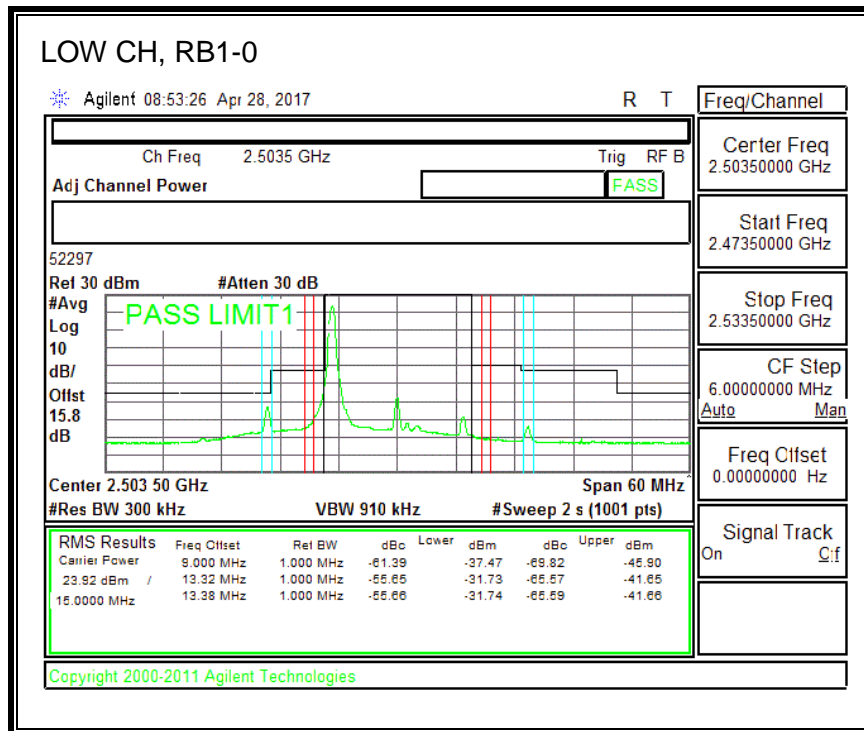 LOW CH, RB1-0
Agilent 08:53:26 Apr 28, 2017 R T
Freq/Channel
Ch Freq 2.5035 GHz Trig RF B
Adj Channel Power PASS
Center Freq
2.50350000 GHz
Start Freq
2.47350000 GHz
Stop Freq
2.53350000 GHz
CF Step
6.00000000 MHz
Auto Man
Freq Offset
0.00000000 Hz
Signal Track
On Off
52297
Ref 30 dBm #Atten 30 dB
#Avg
Log
10
dB/
Offst
15.8
dB
PASS LIMIT1
Center 2.503 50 GHz Span 60 MHz
#Res BW 300 kHz VBW 910 kHz #Sweep 2 s (1001 pts)
RMS Results Freq Offset Ref BW dBc Lower dBm dBc Upper dBm
Carrier Power 9.000 MHz 1.000 MHz -61.39 -37.47 -69.82 -45.90
23.92 dBm / 13.32 MHz 1.000 MHz -55.65 -31.73 -65.57 -41.65
15.0000 MHz 13.38 MHz 1.000 MHz -55.66 -31.74 -65.59 -41.66
Copyright 2000-2011 Agilent Technologies